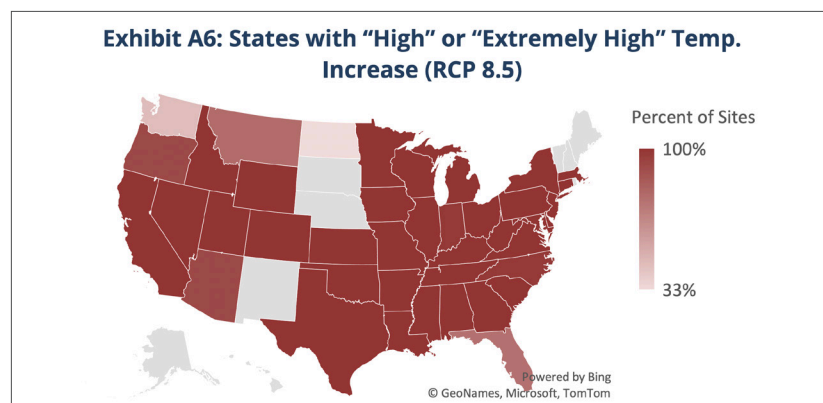 Exhibit A6: States with “High” or “Extremely High” Temp.
Increase (RCP 8.5)
Percent of Sites
100%
33%
Powered by Bing
© GeoNames, Microsoft, TomTom